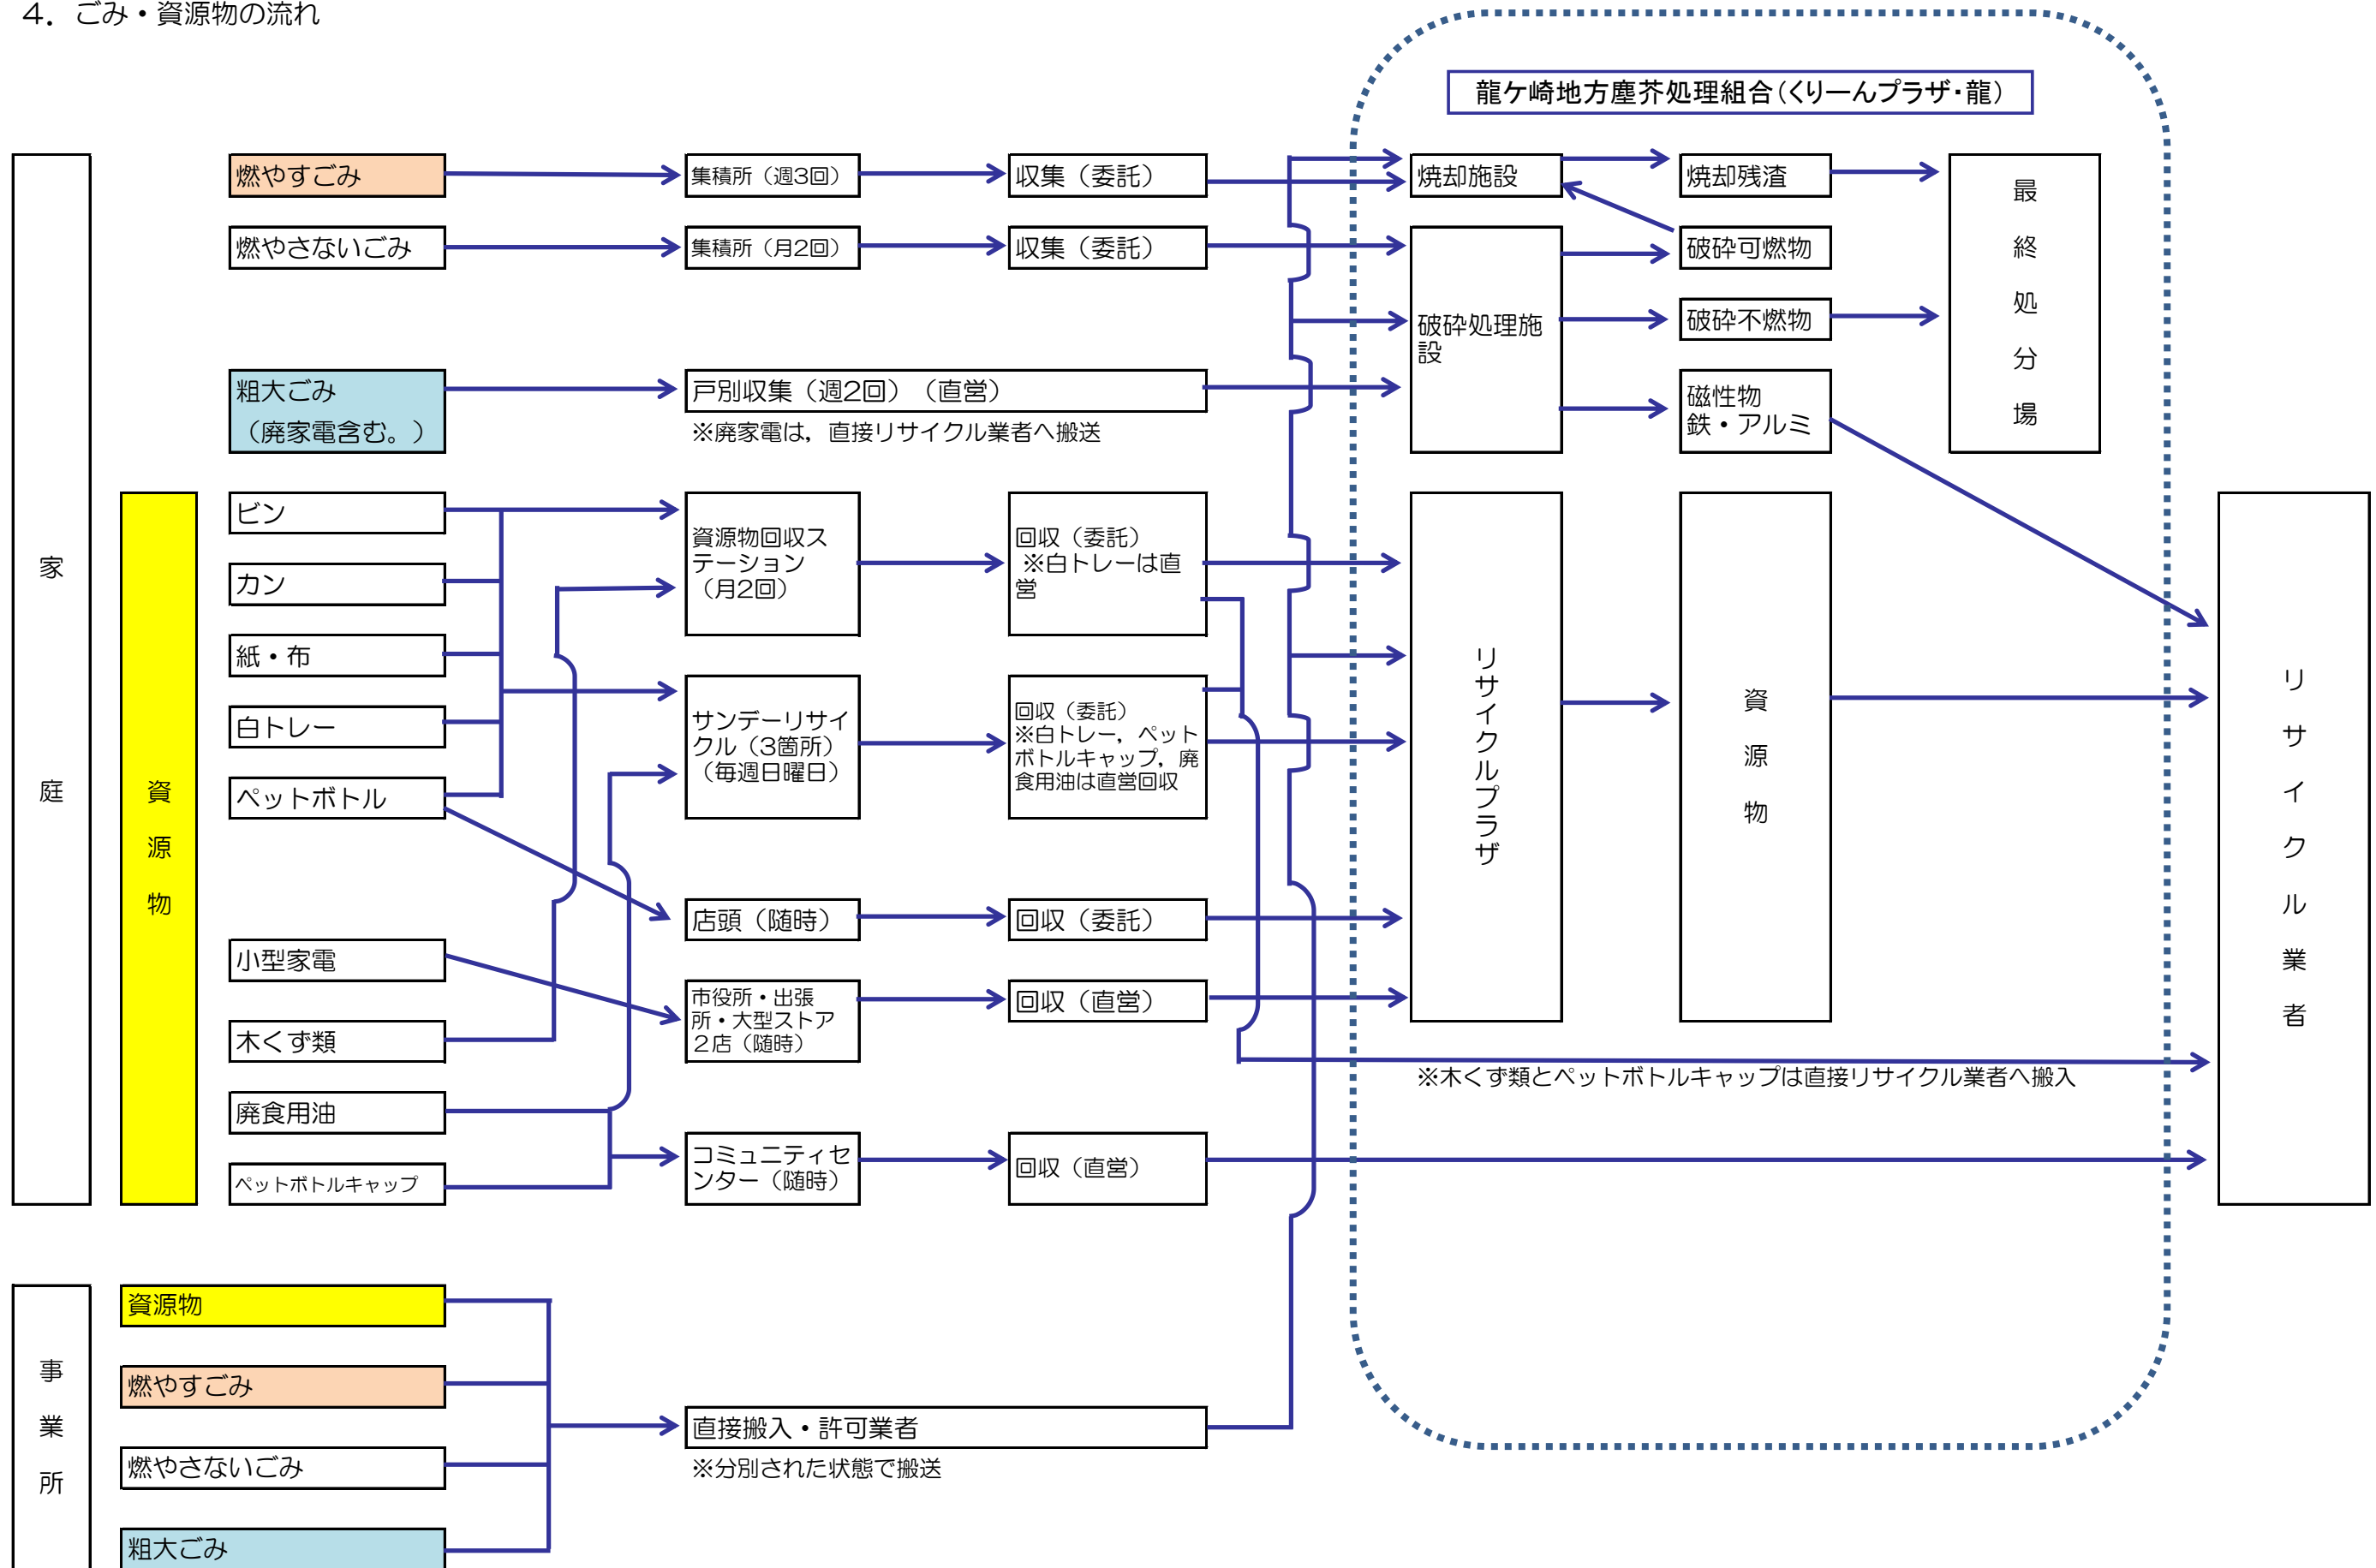 ４．ごみ・資源物の流れ
龍ケ崎地方塵芥処理組合（くりーんプラザ・龍）
家庭
燃やすごみ
集積所（週3回）
収集（委託）
焼却施設
焼却残渣
最終処分場
燃やさないごみ
集積所（月2回）
収集（委託）
破砕処理施
設
破砕可燃物
破砕不燃物
磁性物
鉄・アルミ
粗大ごみ
（廃家電含む。）
戸別収集（週2回）（直営）
※廃家電は，直接リサイクル業者へ搬送
資源物
ビン
カン
紙・布
白トレー
ペットボトル
小型家電
木くず類
廃食用油
ペットボトルキャップ
資源物回収ス
テーション
（月2回）
回収（委託）
※白トレーは直
営
サンデーリサイ
クル（3箇所）
（毎週日曜日）
回収（委託）
※白トレー，ペット
ボトルキャップ，廃
食用油は直営回収
店頭（随時）
回収（委託）
市役所・出張
所・大型ストア
２店（随時）
回収（直営）
コミュニティセ
ンター（随時）
回収（直営）
リサイクルプラザ
資源物
リサイクル業者
※木くず類とペットボトルキャップは直接リサイクル業者へ搬入
事業所
資源物
燃やすごみ
燃やさないごみ
粗大ごみ
直接搬入・許可業者
※分別された状態で搬送